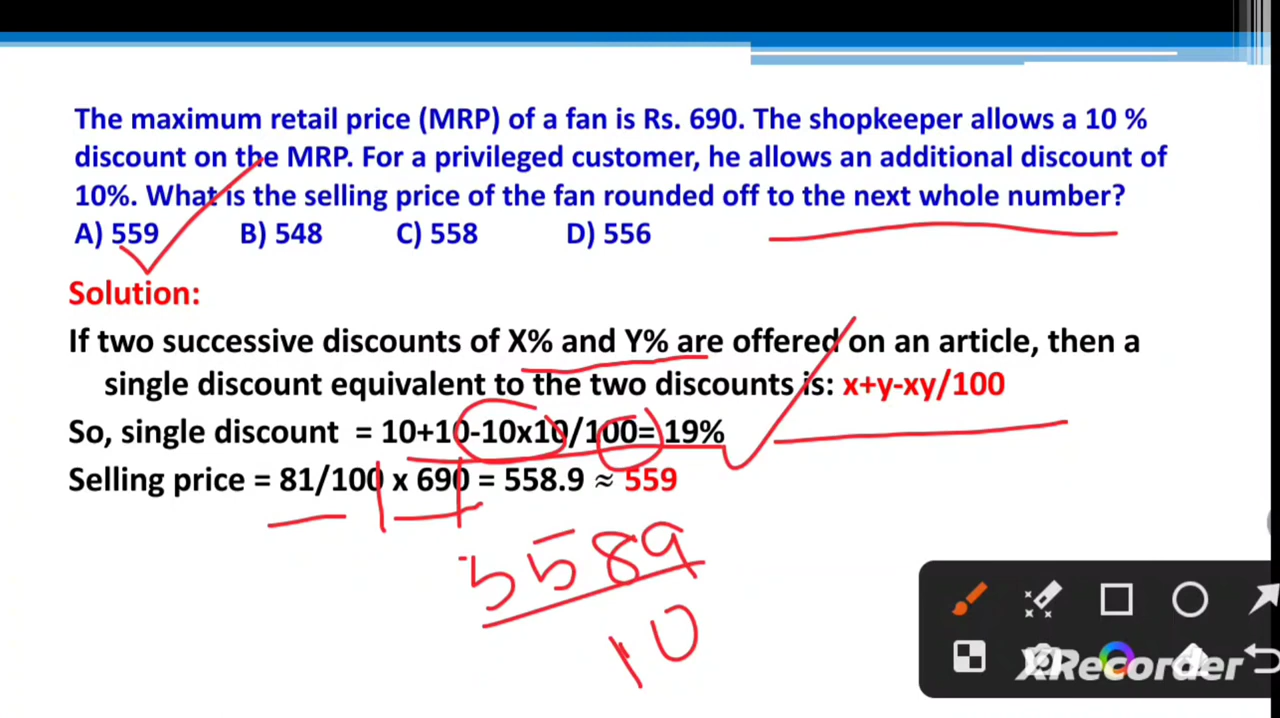 The maximum retail price (MRP) of a fan is Rs. 690. The shopkeeper allows a 10 %
discount on the MRP. For a privileged customer, he allows an additional discount of
10%. What is the selling price of the fan rounded off to the next whole number?
A) 559 B) 548 C) 558 D) 556
Solution:
If two successive discounts of X% and Y% are offered on an article, then a
single discount equivalent to the two discounts is: x+y-xy/100
So, single discount = 10+10-10x10/100= 19%
Selling price = 81/100 x 690 = 558.9 ≈ 559
5589
10
XRecorder